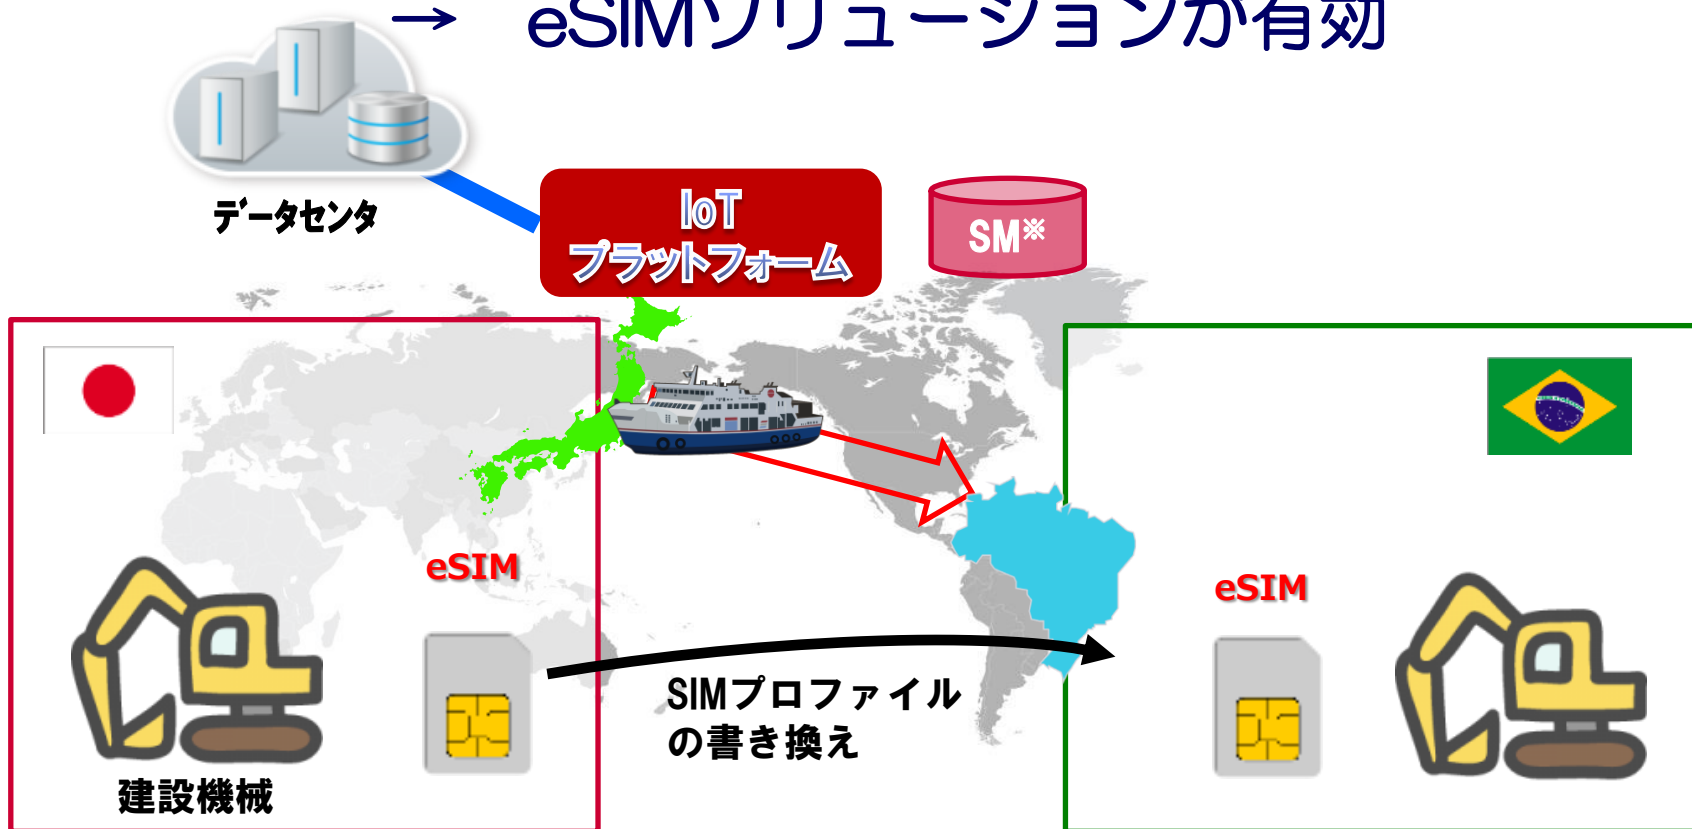 → eSIMソリューションが有効
データセンタ
IoT
プラットフォーム
SM※
eSIM
eSIM
SIMプロファイル
の書き換え
建設機械